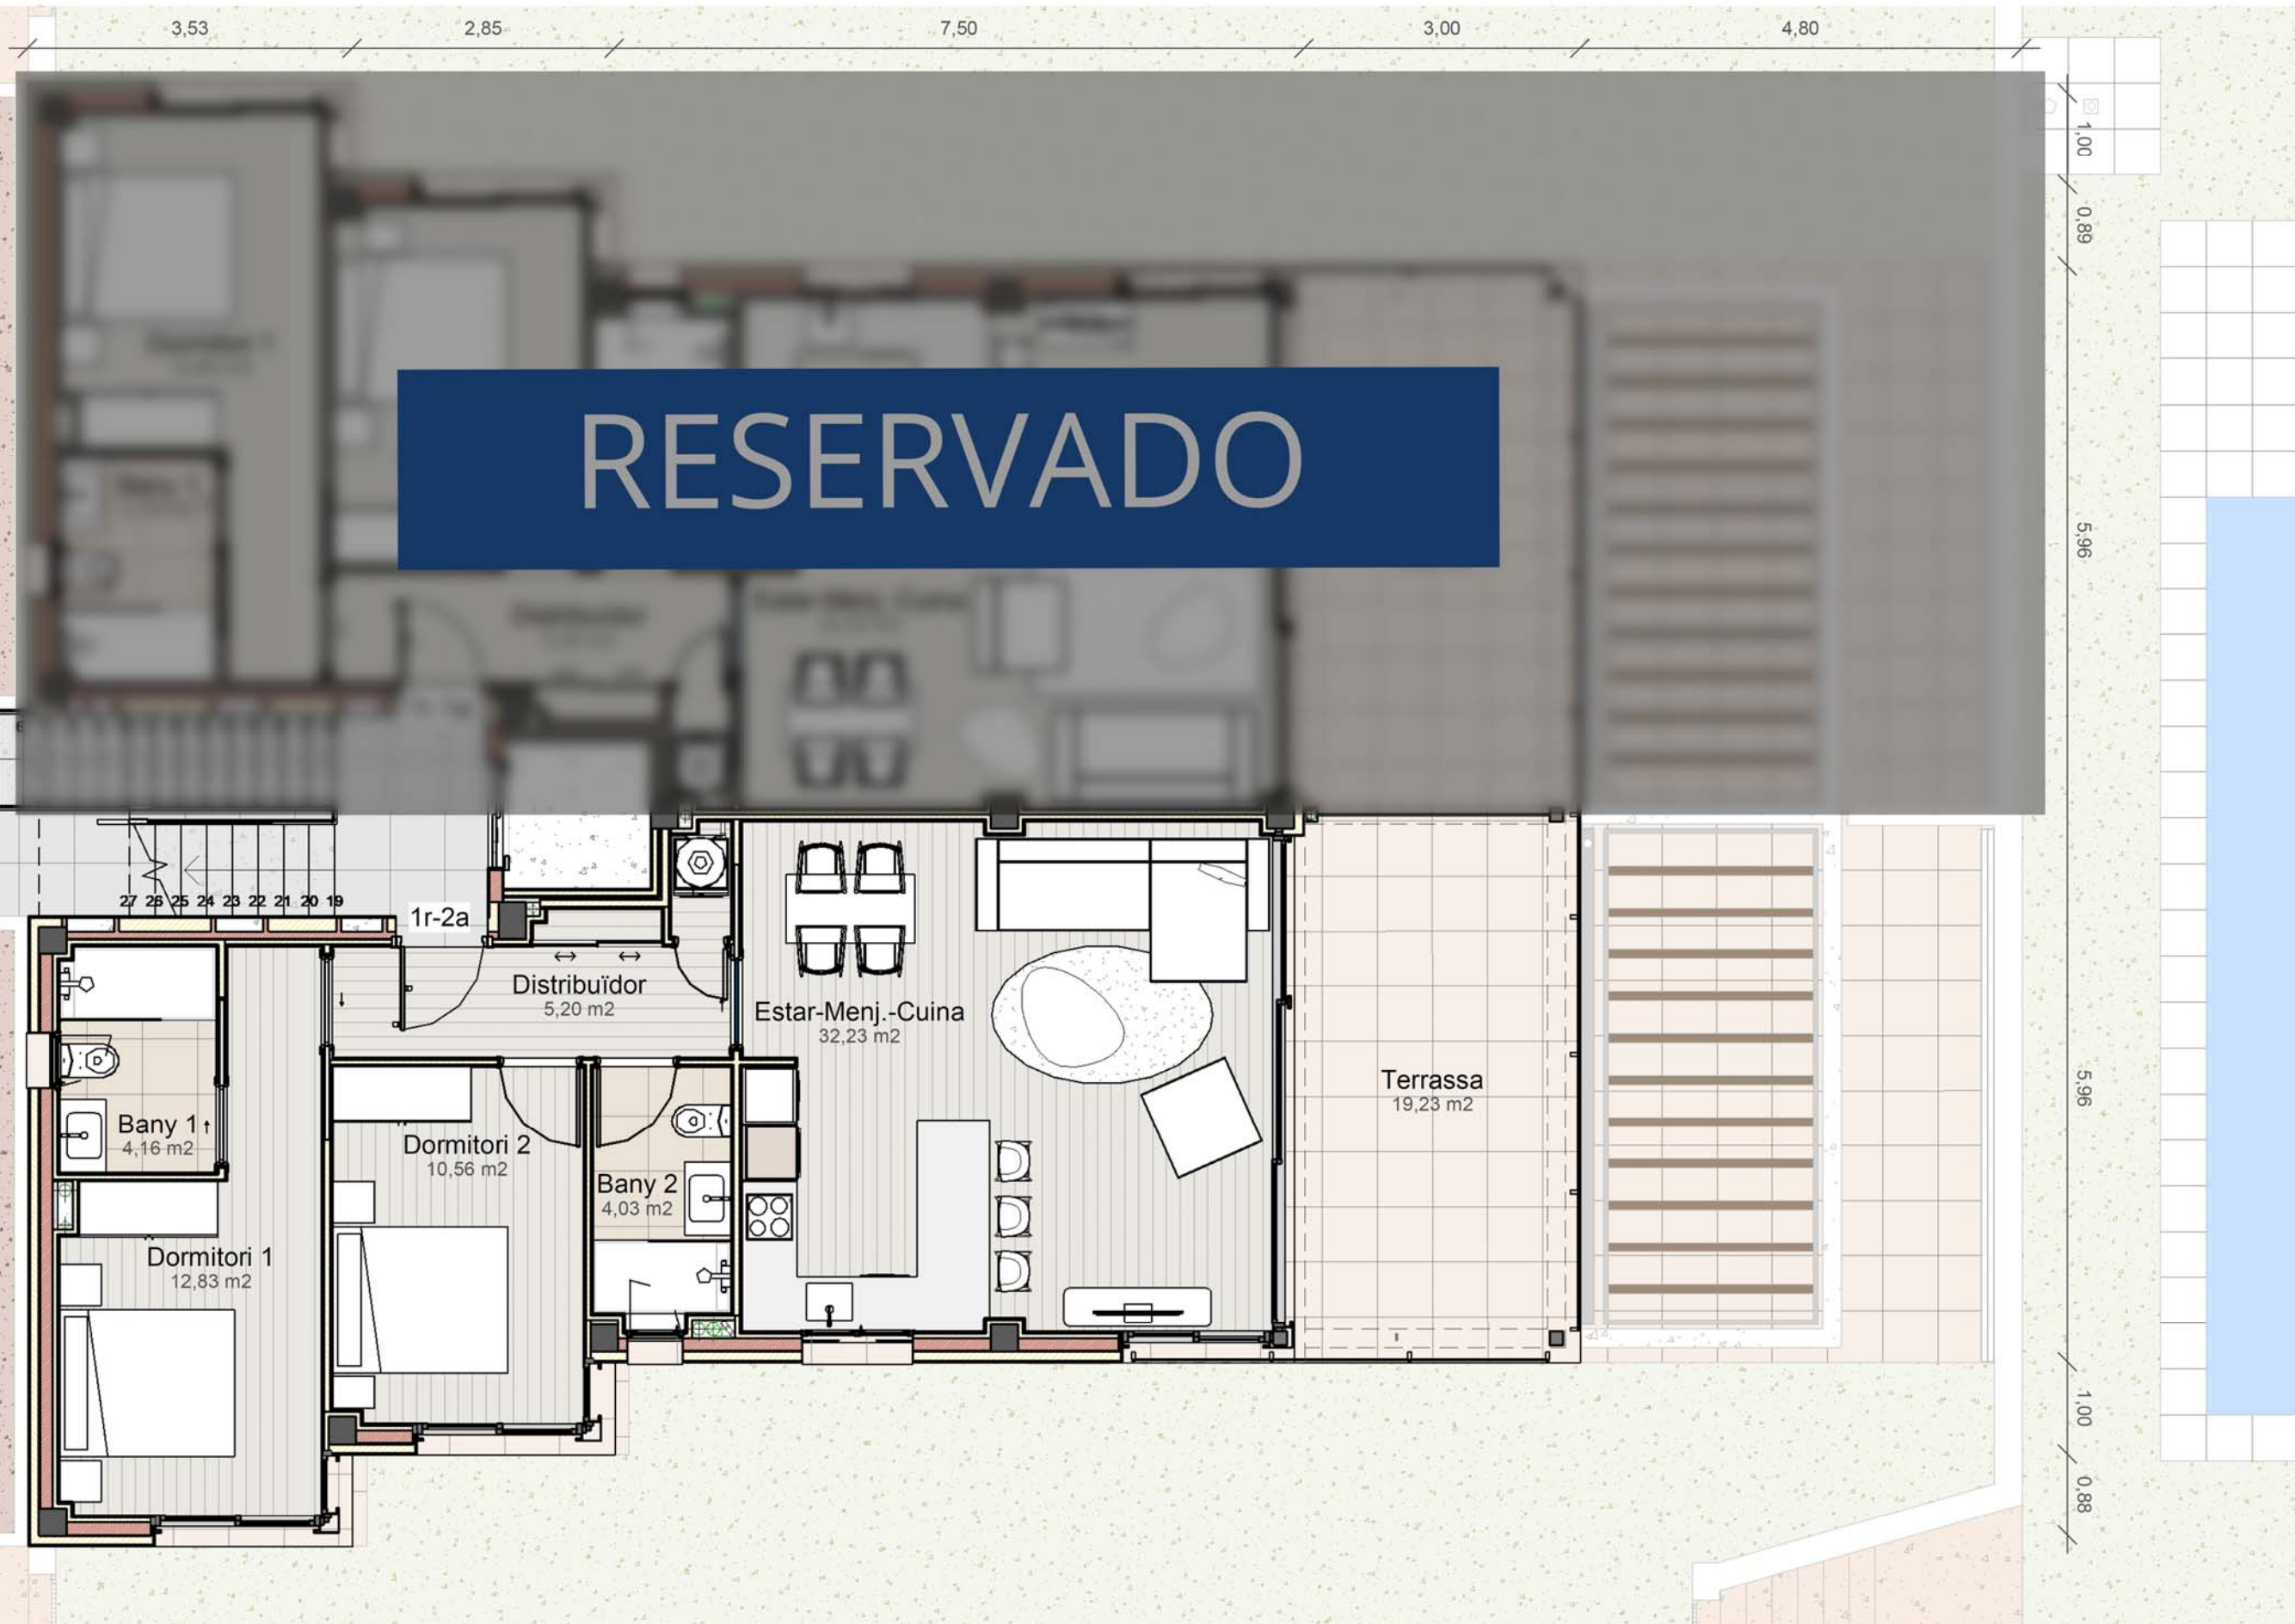 3,53
2,85
7,50
3,00
4,80
1,00
0,89
RESERVADO
5,96
27 26 25 24 23 22 21 20 19
1r-2a
Distribuïdor
5,20 m2
Estar-Menj.-Cuina
32,23 m2
Terrassa
19,23 m2
5,96
Bany 1
4,16 m2
Dormitori 2
10,56 m2
Bany 2
4,03 m2
Dormitori 1
12,83 m2
1,00
0,88